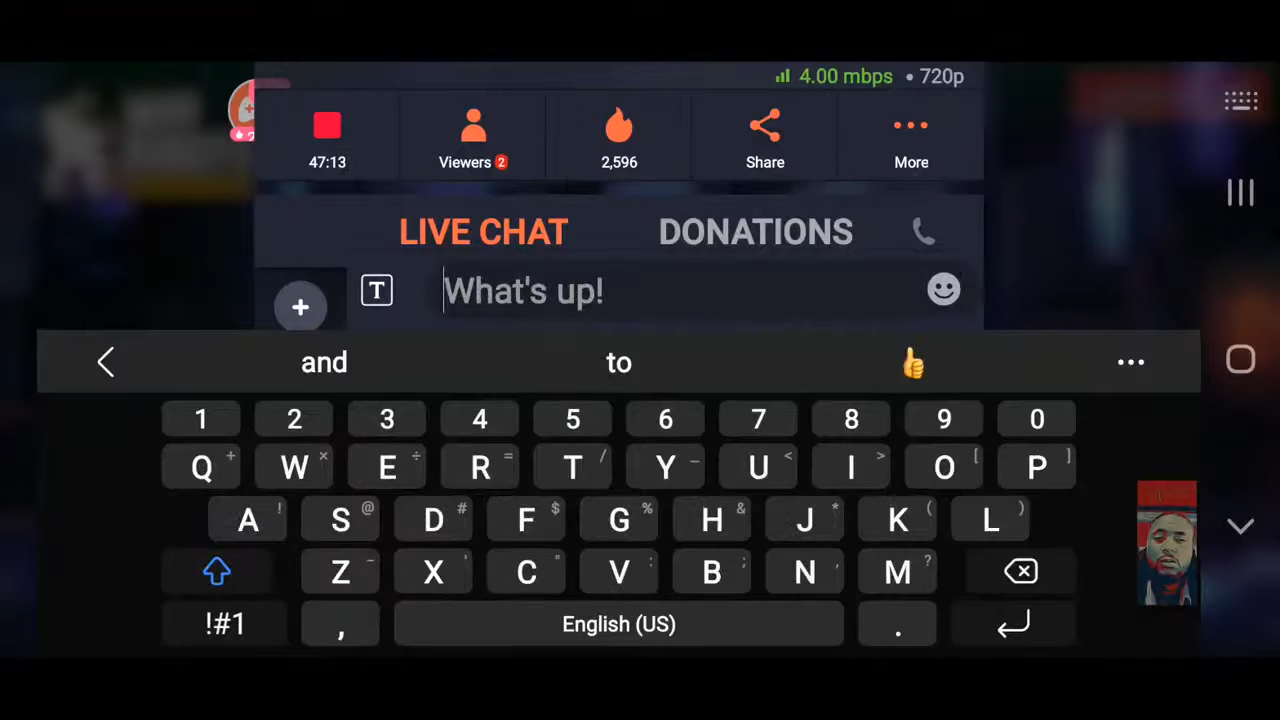 4.00 mbps • 720p
47:13
Viewers 2
2,596
Share
More
LIVE CHAT
DONATIONS
T
What's up!
and
to
1 2 3 4 5 6 7 8 9 0
Q + W × E ÷ R = T / Y _ U < I > O [ P ]
A ! S @ D # F $ G % H & J * K ( L )
Z - X ' C " V : B ; N , M ?
!#1 , English (US) .